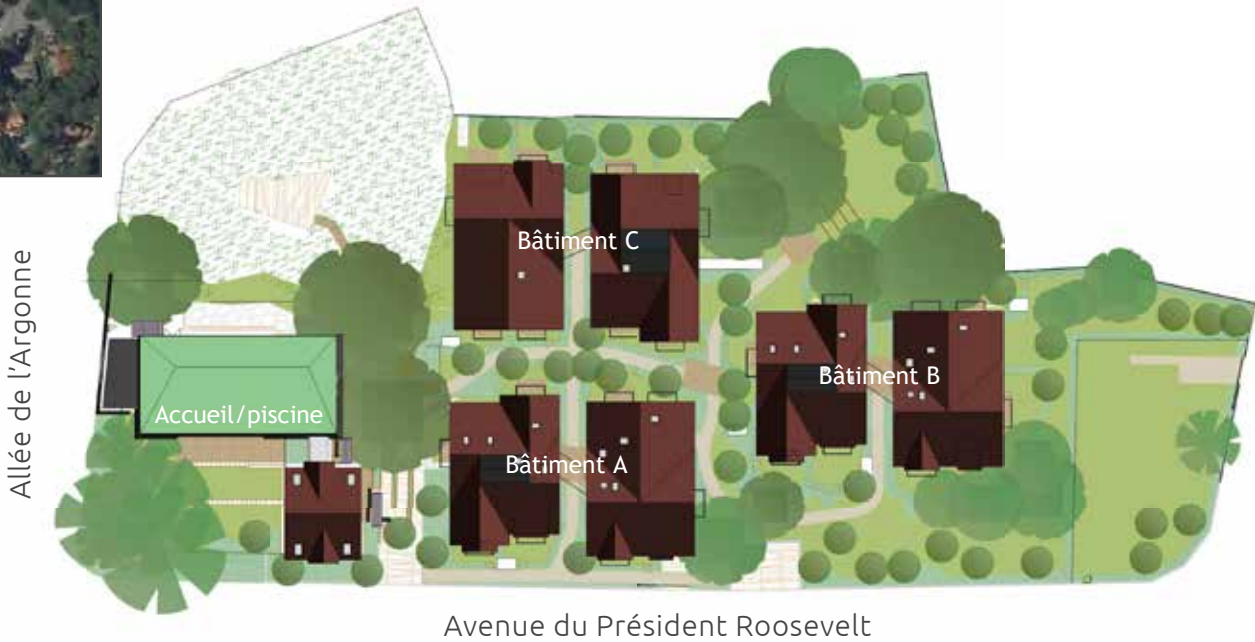 Bâtiment C
Allée de l'Argonne
Bâtiment B
Accueil/piscine
Bâtiment A
Avenue du Président Roosevelt